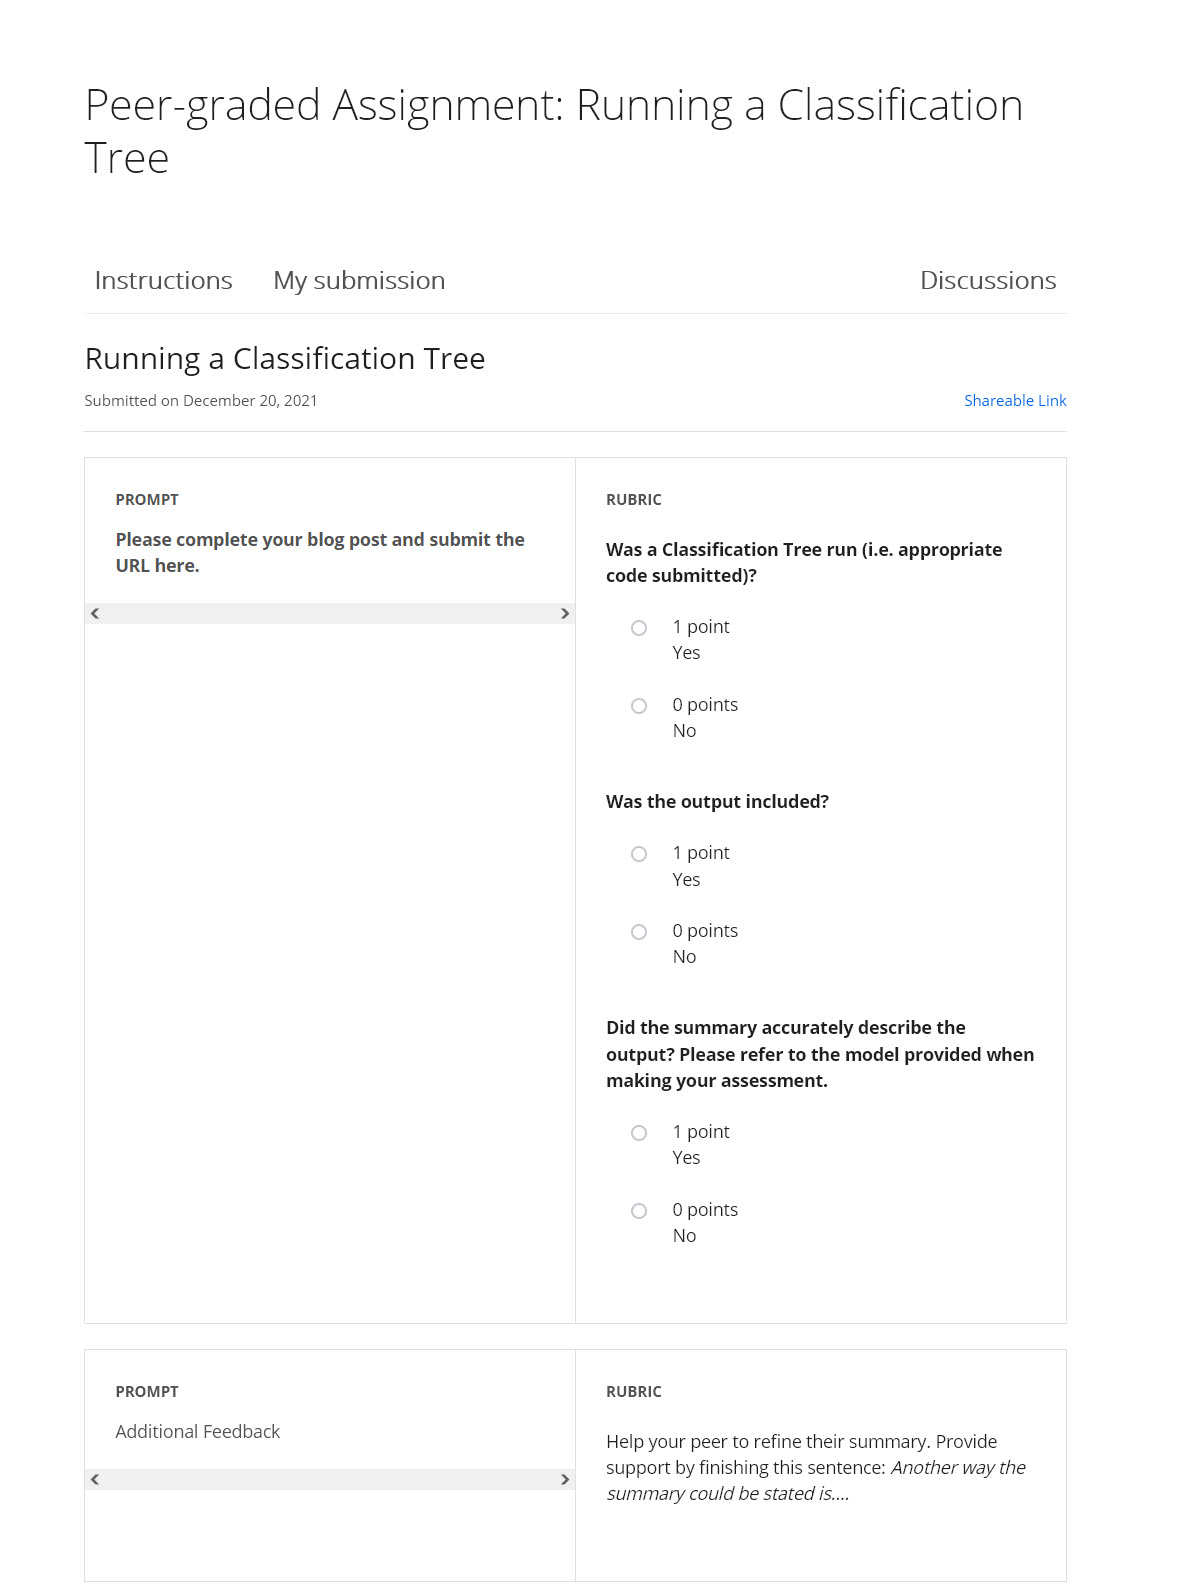 Peer-graded Assignment: Running a Classification
Tree
Instructions
My submission
Discussions
Running a Classification Tree
Submitted on December 20, 2021
Shareable Link
PROMPT
Please complete your blog post and submit the
URL here.
RUBRIC
Was a Classification Tree run (i.e. appropriate
code submitted)?
1 point
Yes
0 points
No
Was the output included?
1 point
Yes
0 points
No
Did the summary accurately describe the
output? Please refer to the model provided when
making your assessment.
1 point
Yes
0 points
No
PROMPT
Additional Feedback
RUBRIC
Help your peer to refine their summary. Provide
support by finishing this sentence: Another way the
summary could be stated is....